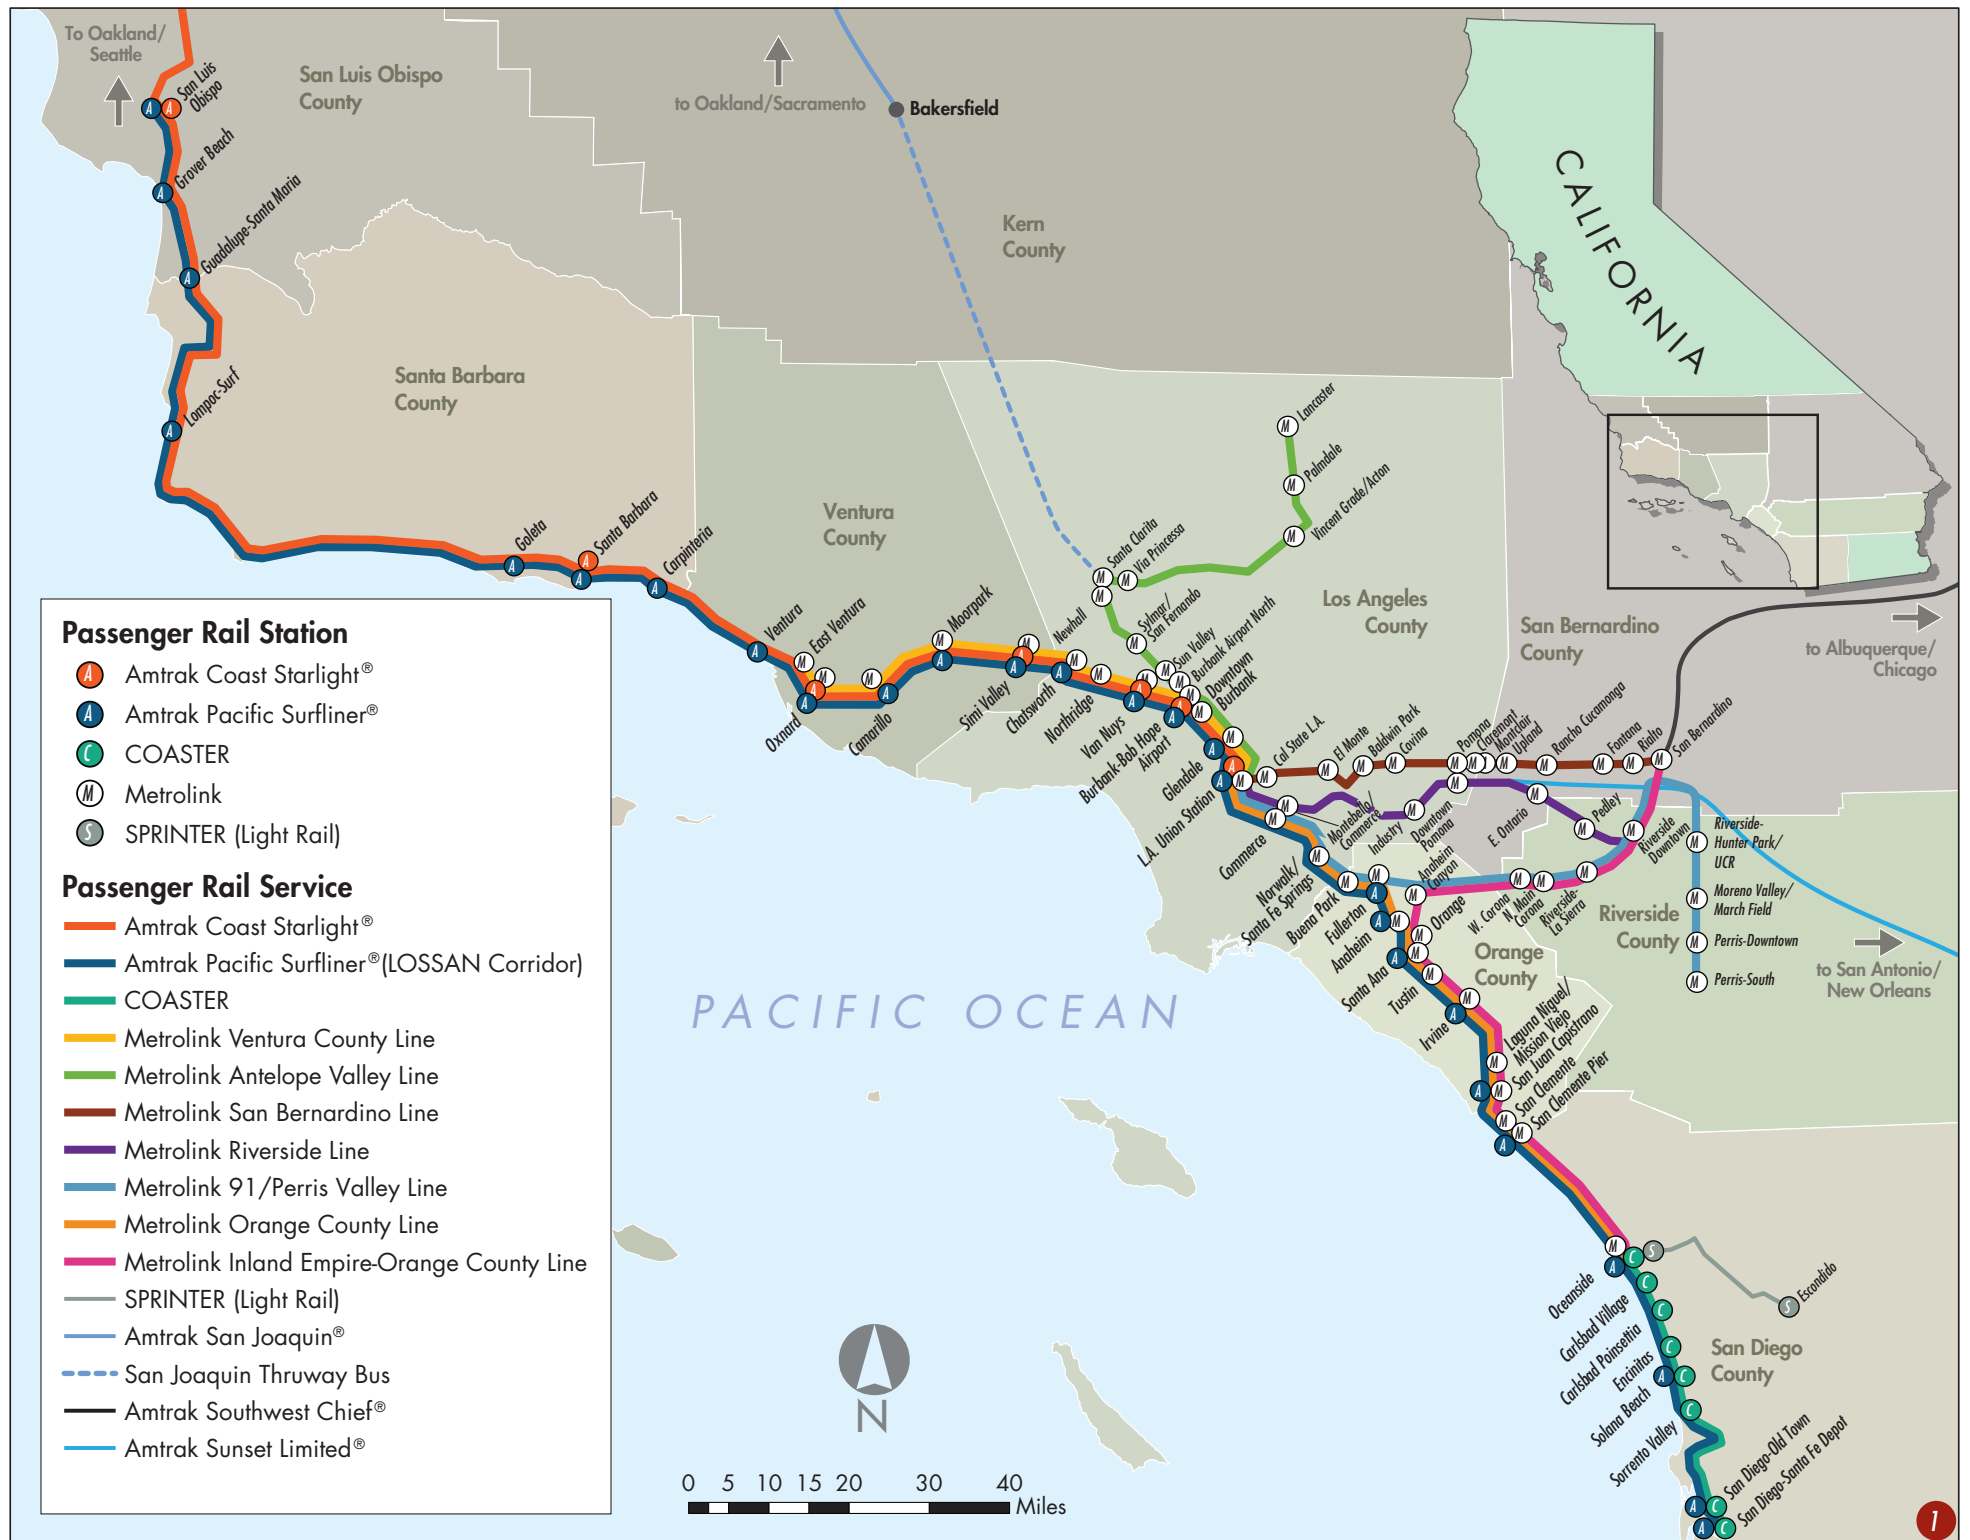 To Oakland/
Seattle
San Luis
Obispo
San Luis Obispo
County
to Oakland/Sacramento
Bakersfield
Grover Beach
Guadalupe-Santa Maria
Kern
County
CALIFORNIA
Santa Barbara
County
Lompoc-Surf
Lancaster
Palmdale
Vincent Grade/Acton
Ventura
County
Goleta
Santa Barbara
Carpinteria
Santa Clarita
Via Princessa
Los Angeles
County
San Bernardino
County
to Albuquerque/
Chicago
Ventura
East Ventura
Moorpark
Newhall
Sylmar/
San Fernando
Sun Valley
Burbank Airport North
Downtown
Burbank
Oxnard
Camarillo
Simi Valley
Chatsworth
Northridge
Van Nuys
Burbank-Bob Hope
Airport
Glendale
L.A. Union Station
Cal State L.A.
El Monte
Baldwin Park
Covina
Pomona
Claremont
Montclair
Upland
Rancho Cucamonga
Fontana
Rialto
San Bernardino
Commerce
Montebello/
Commerce
Industry
Downtown
Pomona
E. Ontario
Pedley
Riverside
Downtown
Riverside-
Hunter Park/
UCR
Moreno Valley/
March Field
Perris-Downtown
Perris-South
Norwalk/
Santa Fe Springs
Buena Park
Fullerton
Anaheim
Anaheim
Canyon
Orange
W. Corona
N. Main
Corona
Riverside-
La Sierra
Riverside
County
Orange
County
to San Antonio/
New Orleans
Santa Ana
Tustin
Irvine
Laguna Niguel/
Mission Viejo
San Juan Capistrano
San Clemente
San Clemente Pier
PACIFIC OCEAN
Oceanside
Escondido
Carlsbad Village
Carlsbad Poinsettia
Encinitas
Solana Beach
Sorrento Valley
San Diego
County
San Diego-Old Town
San Diego-Santa Fe Depot
Passenger Rail Station
A Amtrak Coast Starlight®
A Amtrak Pacific Surfliner®
C COASTER
M Metrolink
S SPRINTER (Light Rail)
Passenger Rail Service
Amtrak Coast Starlight®
Amtrak Pacific Surfliner®(LOSSAN Corridor)
COASTER
Metrolink Ventura County Line
Metrolink Antelope Valley Line
Metrolink San Bernardino Line
Metrolink Riverside Line
Metrolink 91/Perris Valley Line
Metrolink Orange County Line
Metrolink Inland Empire-Orange County Line
SPRINTER (Light Rail)
Amtrak San Joaquin®
San Joaquin Thruway Bus
Amtrak Southwest Chief®
Amtrak Sunset Limited®
N
0 5 10 15 20 30 40
Miles
1